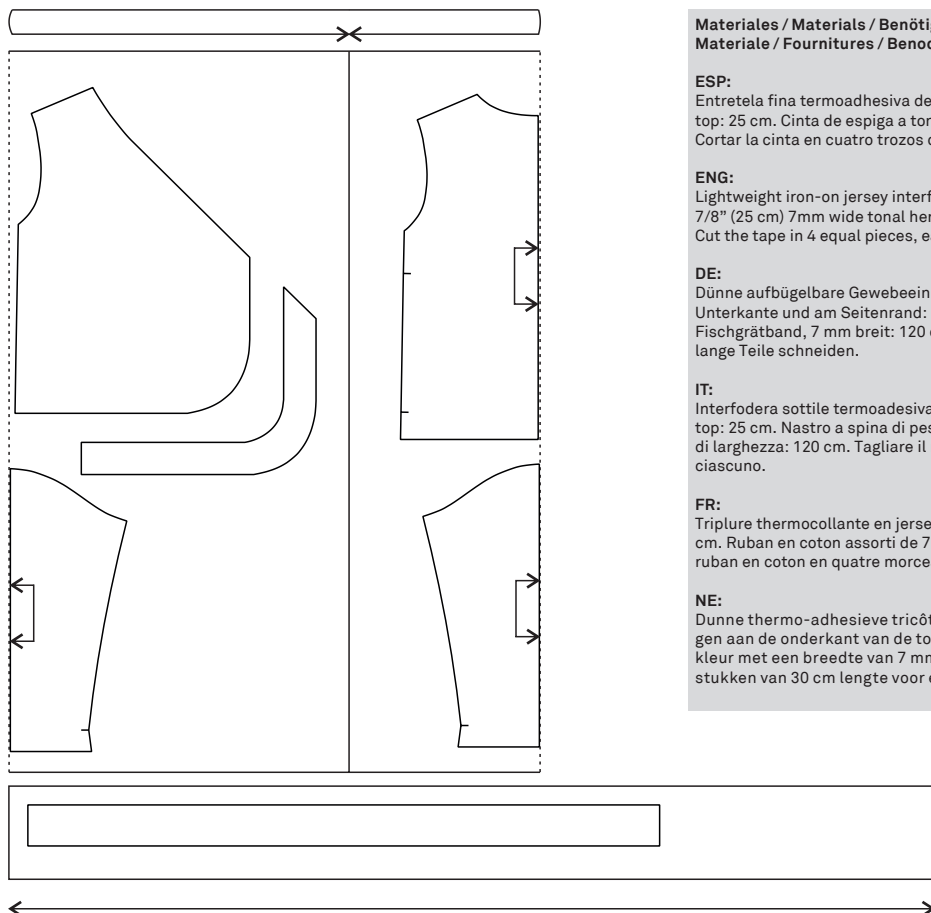 Materiales / Materials / Benöti
Materiale / Fournitures / Beno
ESP:
Entretela fina termoadhesiva de
top: 25 cm. Cinta de espiga a to
Cortar la cinta en cuatro trozos
ENG:
Lightweight iron-on jersey interf
7/8” (25 cm) 7mm wide tonal her
Cut the tape in 4 equal pieces, e
DE:
Dünne aufbügelbare Gewebeein
Unterkante und am Seitenrand:
Fischgrätband, 7 mm breit: 120
lange Teile schneiden.
IT:
Interfodera sottile termoadesiva
top: 25 cm. Nastro a spina di pes
di larghezza: 120 cm. Tagliare il
ciascuno.
FR:
Triplure thermocollante en jerse
cm. Ruban en coton assorti de 7
ruban en coton en quatre morce
NE:
Dunne thermo-adhesieve tricôt
gen aan de onderkant van de to
kleur met een breedte van 7 mm
stukken van 30 cm lengte voor e